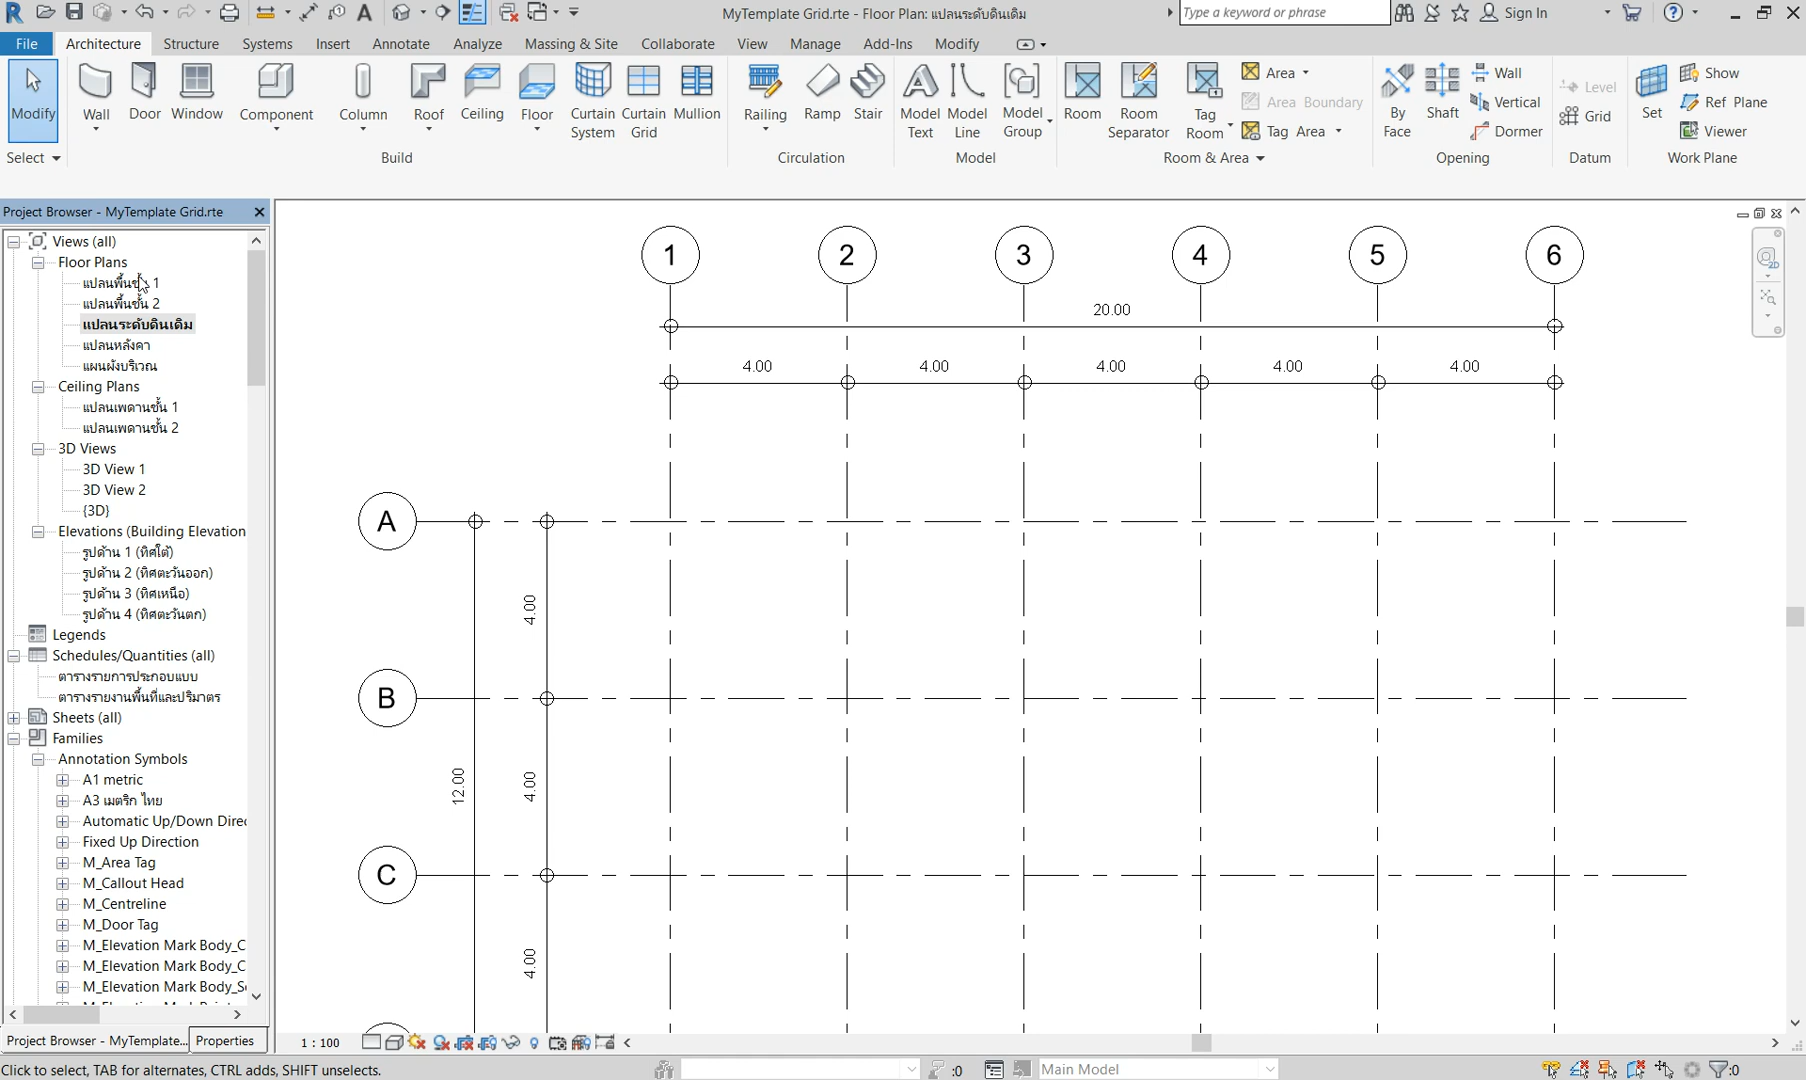 MyTemplate Grid.rte - Floor Plan: แปลนระดับดินเดิม
Type a keyword or phrase
Sign In
File
Architecture
Structure
Systems
Insert
Annotate
Analyze
Massing & Site
Collaborate
View
Manage
Add-Ins
Modify
Modify
Wall
Door
Window
Component
Column
Roof
Ceiling
Floor
Curtain System
Curtain Grid
Mullion
Railing
Ramp
Stair
Model Text
Model Line
Model Group
Room
Room Separator
Tag Room
Area
Area Boundary
Tag Area
By Face
Shaft
Wall
Vertical
Dormer
Level
Grid
Set
Show
Ref Plane
Viewer
Select
Build
Circulation
Model
Room & Area
Opening
Datum
Work Plane
Project Browser - MyTemplate Grid.rte
Views (all)
Floor Plans
แปลนพื้นชั้น 1
แปลนพื้นชั้น 2
แปลนระดับดินเดิม
แปลนหลังคา
แผนผังบริเวณ
Ceiling Plans
แปลนเพดานชั้น 1
แปลนเพดานชั้น 2
3D Views
3D View 1
3D View 2
{3D}
Elevations (Building Elevation
รูปด้าน 1 (ทิศใต้)
รูปด้าน 2 (ทิศตะวันออก)
รูปด้าน 3 (ทิศเหนือ)
รูปด้าน 4 (ทิศตะวันตก)
Legends
Schedules/Quantities (all)
ตารางรายการประกอบแบบ
ตารางรายงานพื้นที่และปริมาตร
Sheets (all)
Families
Annotation Symbols
A1 metric
A3 เมตริก ไทย
Automatic Up/Down Direc
Fixed Up Direction
M_Area Tag
M_Callout Head
M_Centreline
M_Door Tag
M_Elevation Mark Body_C
M_Elevation Mark Body_C
M_Elevation Mark Body_S
Project Browser - MyTemplate...
Properties
1
2
3
4
5
6
20.00
4.00
4.00
4.00
4.00
4.00
A
B
C
4.00
12.00
4.00
4.00
2D
1 : 100
Click to select, TAB for alternates, CTRL adds, SHIFT unselects.
:0
Main Model
:0